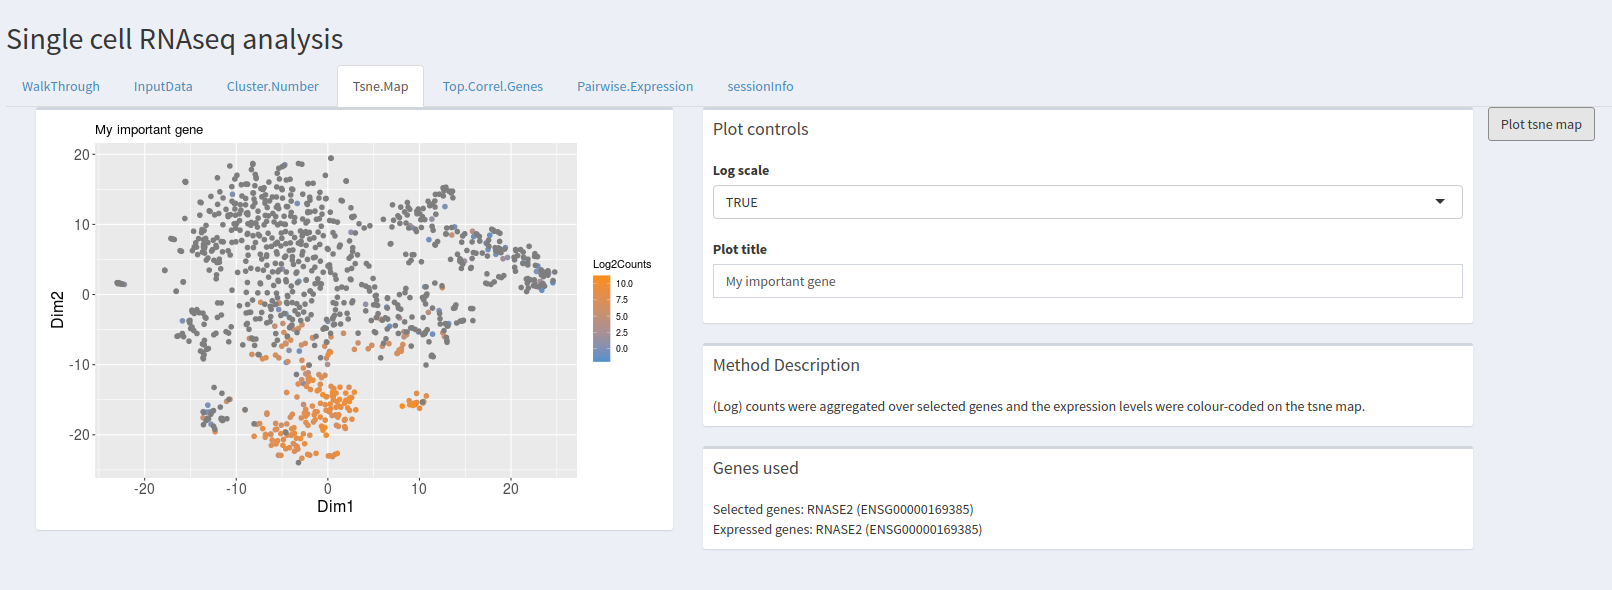 Single cell RNAseq analysis
WalkThrough InputData Cluster.Number Tsne.Map Top.Correl.Genes Pairwise.Expression sessionInfo
My important gene
20
10
0
-10
-20
Dim2
-20 -10 0 10 20
Dim1
Log2Counts
10.0
7.5
5.0
2.5
0.0
Plot controls
Log scale
TRUE
Plot title
My important gene
Method Description
(Log) counts were aggregated over selected genes and the expression levels were colour-coded on the tsne map.
Genes used
Selected genes: RNASE2 (ENSG00000169385)
Expressed genes: RNASE2 (ENSG00000169385)
Plot tsne map